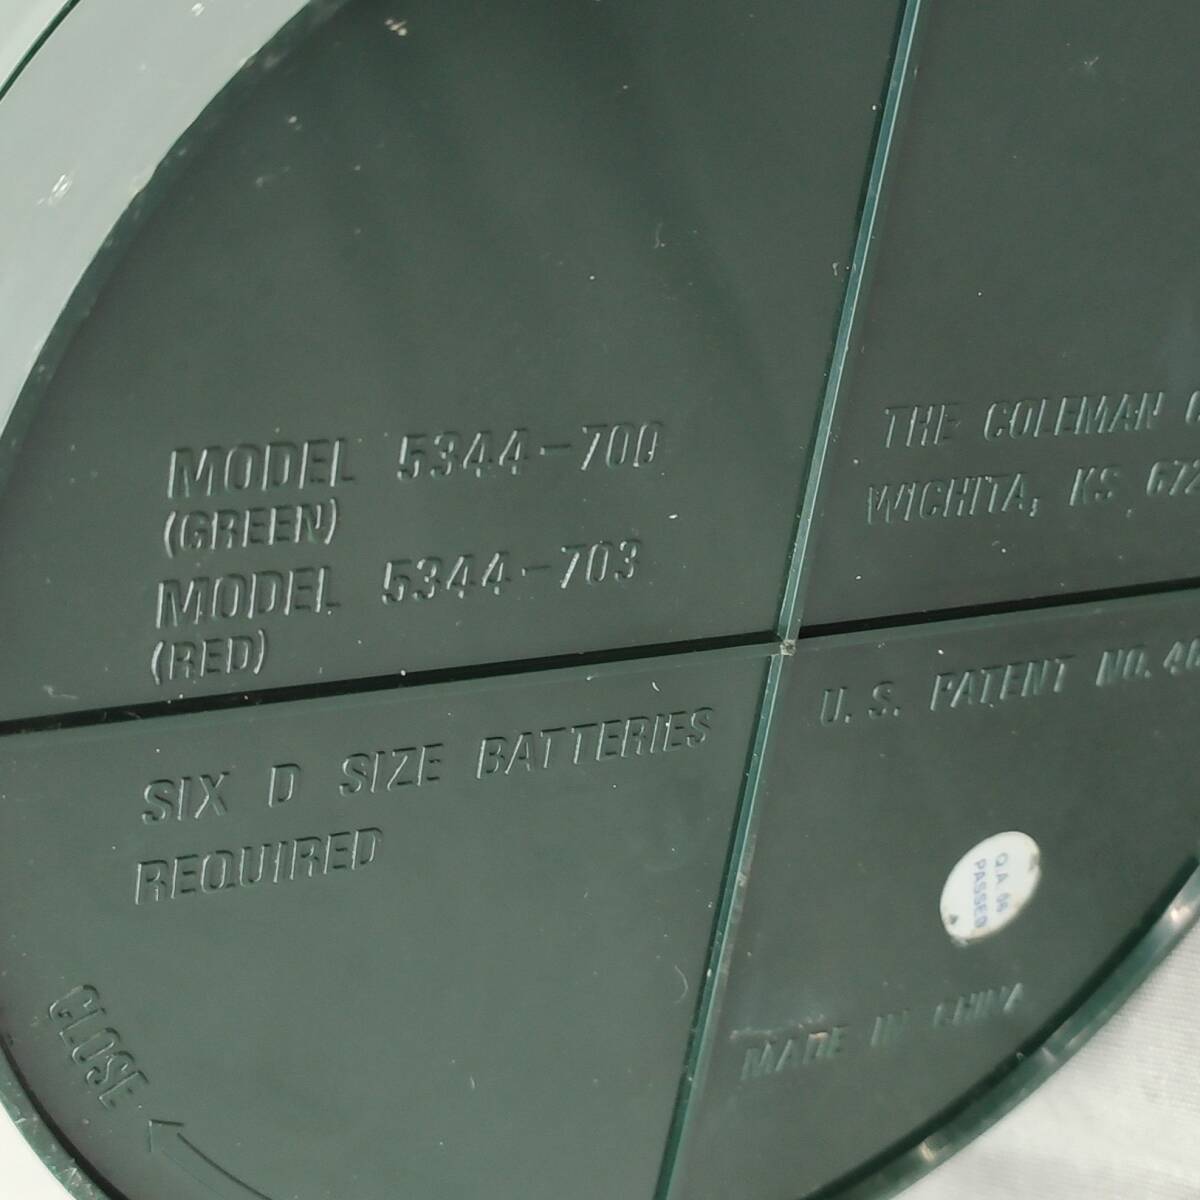 MODEL 5344-700
(GREEN)
MODEL 5344-703
(RED)
THE COLEMAN
WICHITA, KS
SIX D SIZE BATTERIES
REQUIRED
CLOSE
U. S. PATENT NO.
Q.A. 06
PASSED
MADE IN CHINA